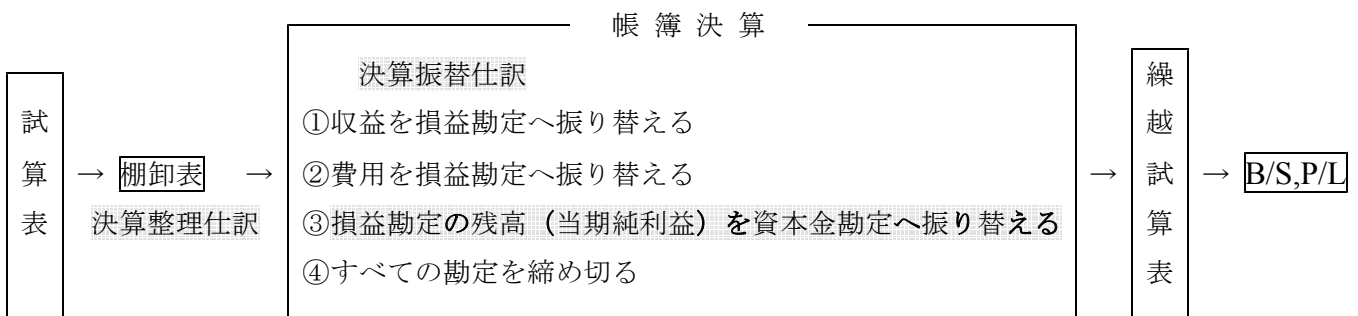 帳 簿 決 算
試算表
→ 棚卸表 →
決算整理仕訳
決算振替仕訳
①収益を損益勘定へ振り替える
②費用を損益勘定へ振り替える
③損益勘定の残高（当期純利益）を資本金勘定へ振り替える
④すべての勘定を締め切る
→
繰越試算表
→ B/S,P/L